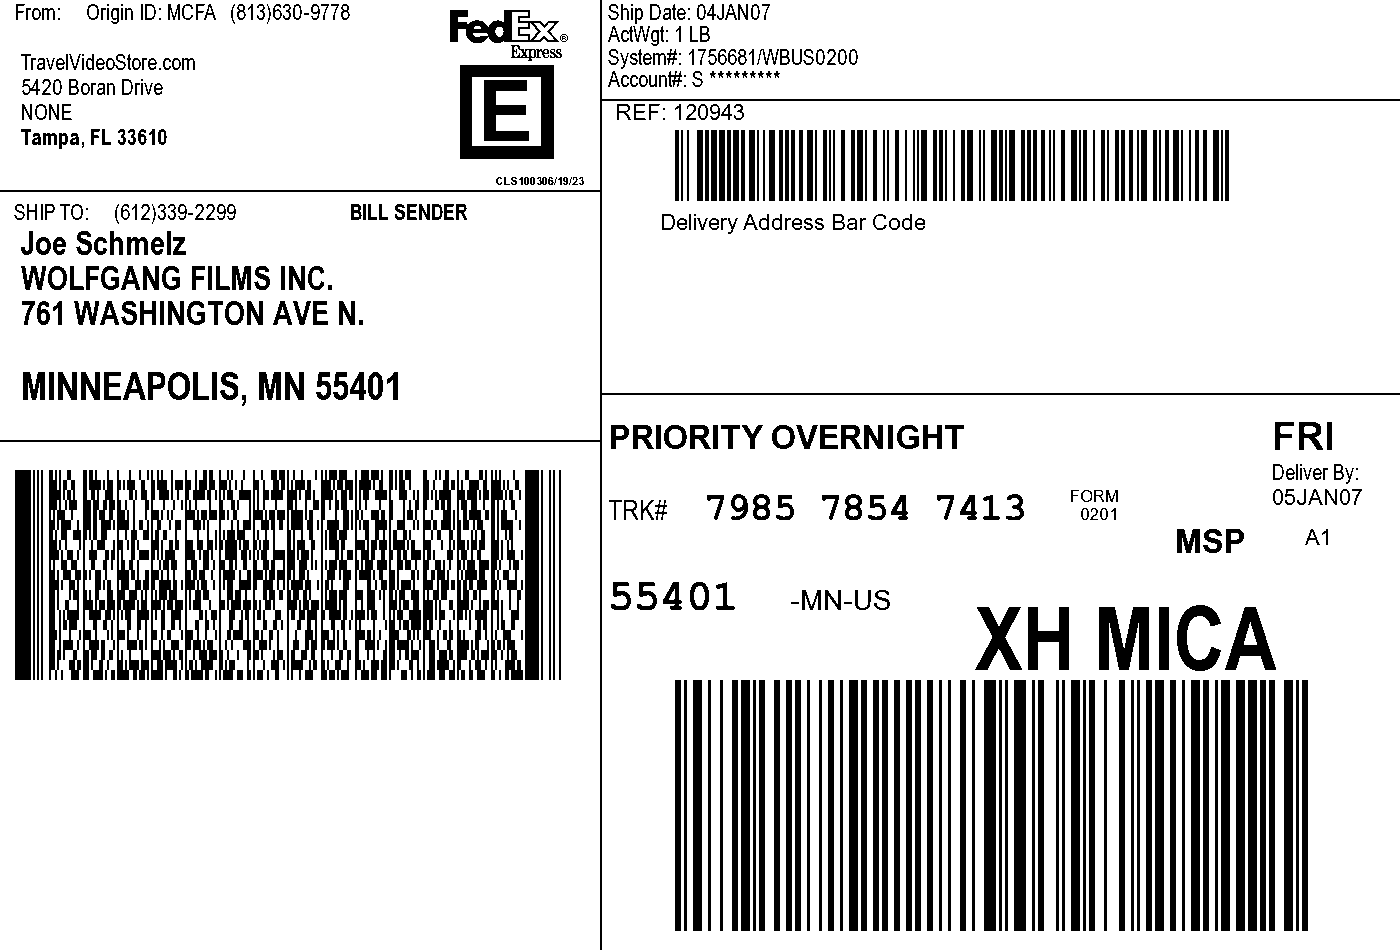 From: Origin ID: MCFA (813)630-9778
TravelVideoStore.com
5420 Boran Drive
NONE
Tampa, FL 33610
FedEx®
Express
E
CLS100306/19/23
Ship Date: 04JAN07
ActWgt: 1 LB
System#: 1756681/WBUS0200
Account#: S *********
REF: 120943
Delivery Address Bar Code
SHIP TO: (612)339-2299 BILL SENDER
Joe Schmelz
WOLFGANG FILMS INC.
761 WASHINGTON AVE N.
MINNEAPOLIS, MN 55401
PRIORITY OVERNIGHT
FRI
Deliver By:
05JAN07
TRK# 7985 7854 7413 FORM
0201
MSP A1
55401 -MN-US
XH MICA